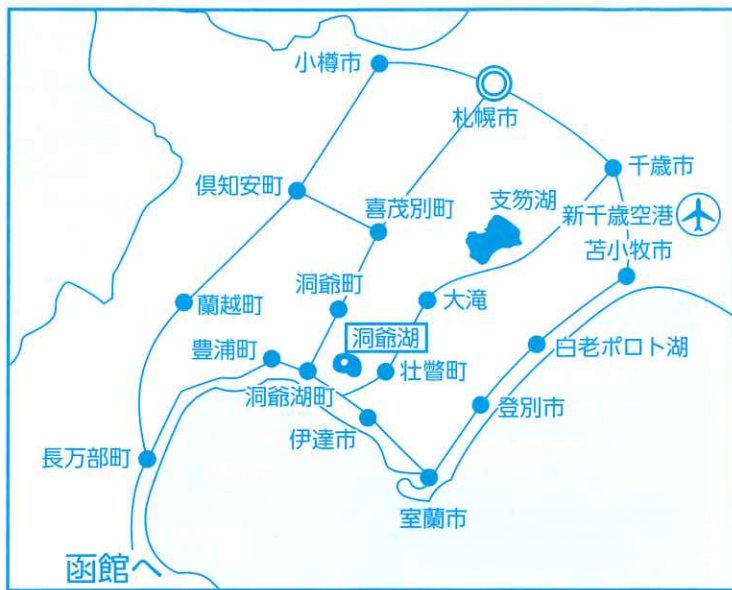 小樽市
札幌市
千歳市
倶知安町
喜茂別町
支笏湖
新千歳空港
苫小牧市
洞爺町
大滝
蘭越町
豊浦町
洞爺湖
白老ポロト湖
洞爺湖町
壮瞥町
登別市
伊達市
長万部町
室蘭市
函館へ